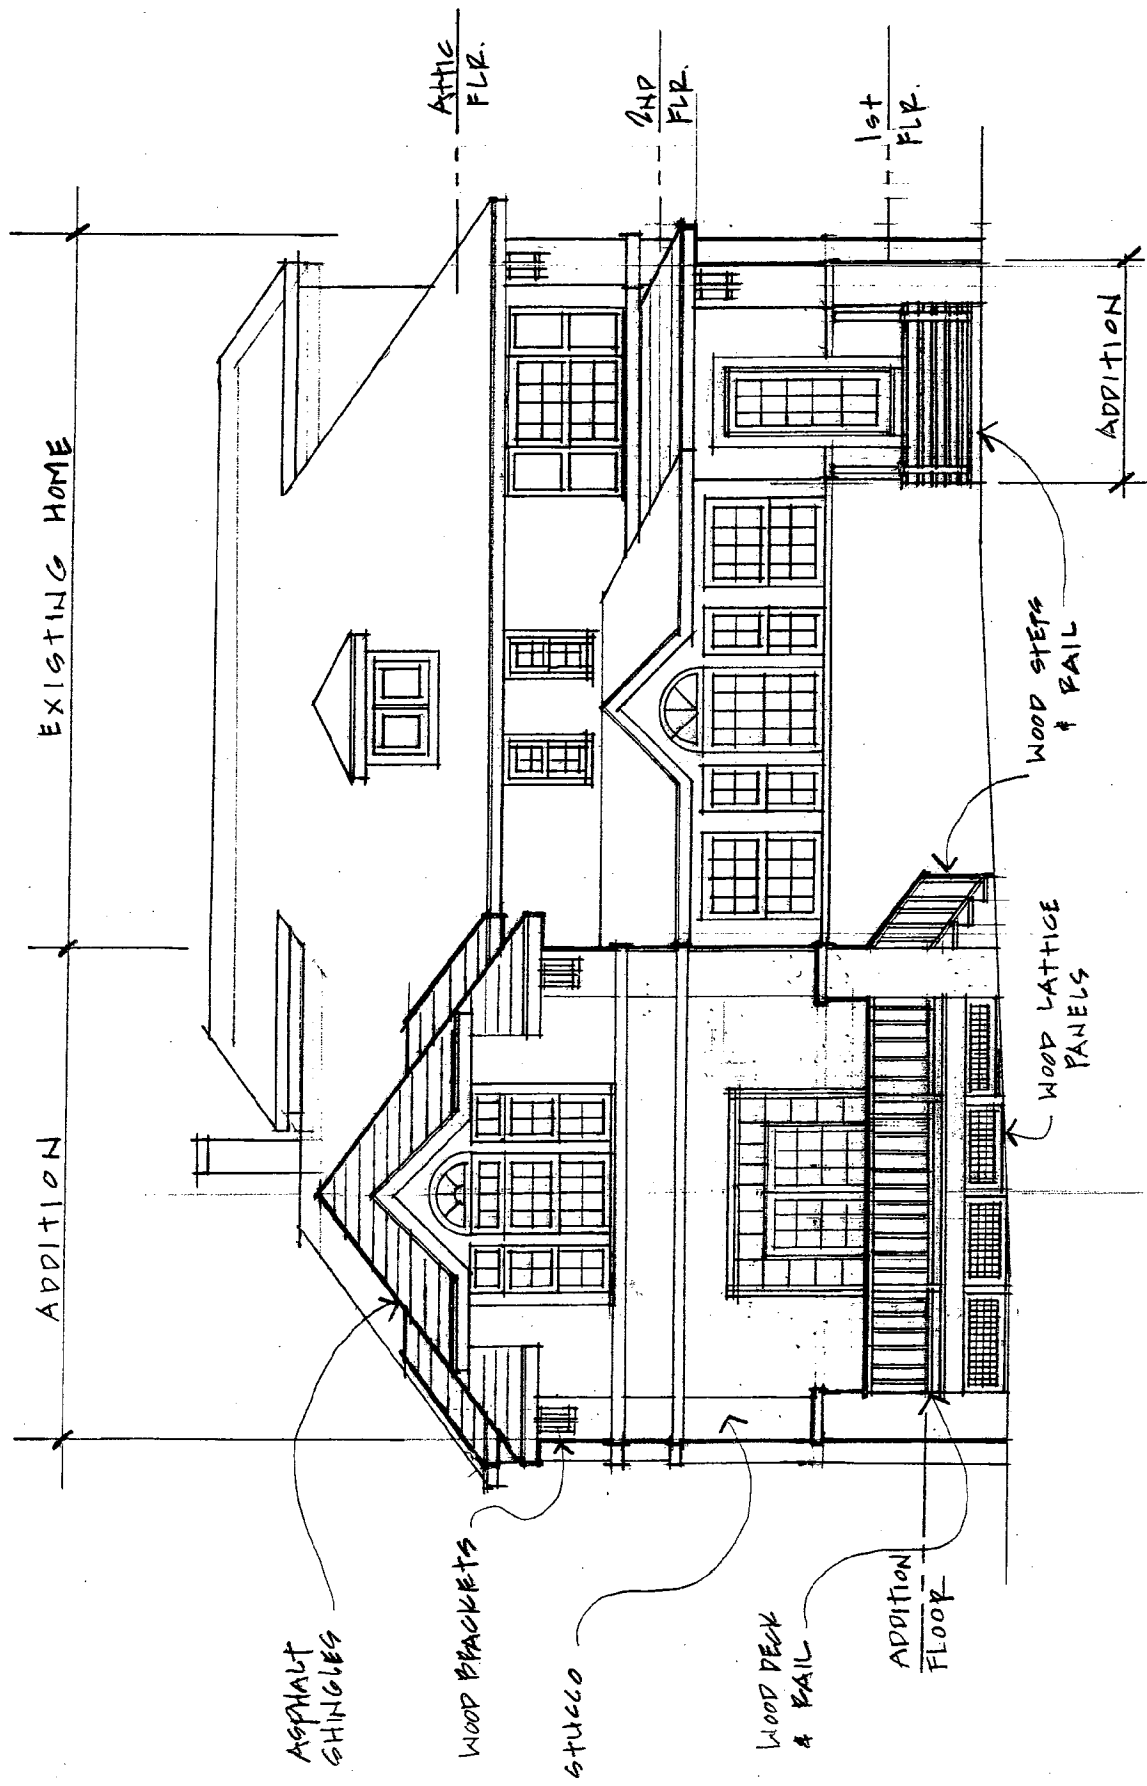 ADDITION
EXISTING HOME
ASPHALT
SHINGLES
WOOD BRACKETS
STUCCO
WOOD DECK
& RAIL
ADDITION
FLOOR
Attic
FLR.
2ND
FLR.
1st
FLR.
WOOD LATTICE
PANELS
WOOD STEPS
& RAIL
ADDITION